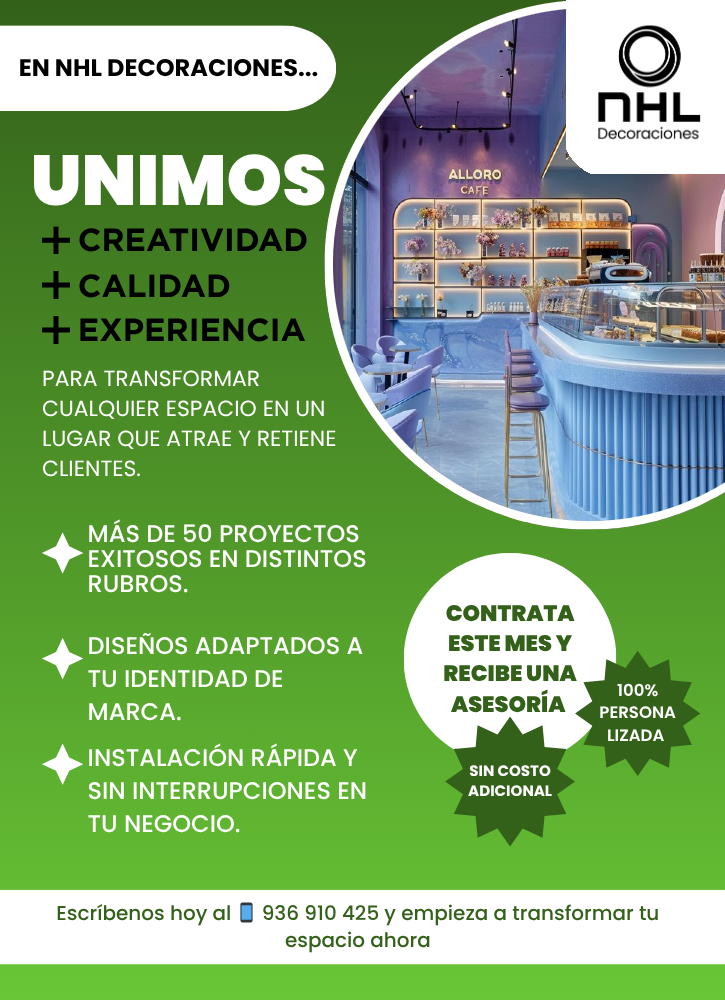 EN NHL DECORACIONES...
nHL
Decoraciones
UNIMOS
+ CREATIVIDAD
+ CALIDAD
+ EXPERIENCIA
PARA TRANSFORMAR
CUALQUIER ESPACIO EN UN
LUGAR QUE ATRAE Y RETIENE
CLIENTES.
ALLORO
CAFE
MÁS DE 50 PROYECTOS
EXITOSOS EN DISTINTOS
RUBROS.
DISEÑOS ADAPTADOS A
TU IDENTIDAD DE
MARCA.
INSTALACIÓN RÁPIDA Y
SIN INTERRUPCIONES EN
TU NEGOCIO.
CONTRATA
ESTE MES Y
RECIBE UNA
ASESORÍA
100%
PERSONA
LIZADA
SIN COSTO
ADICIONAL
Escríbenos hoy al 📱 936 910 425 y empieza a transformar tu
espacio ahora